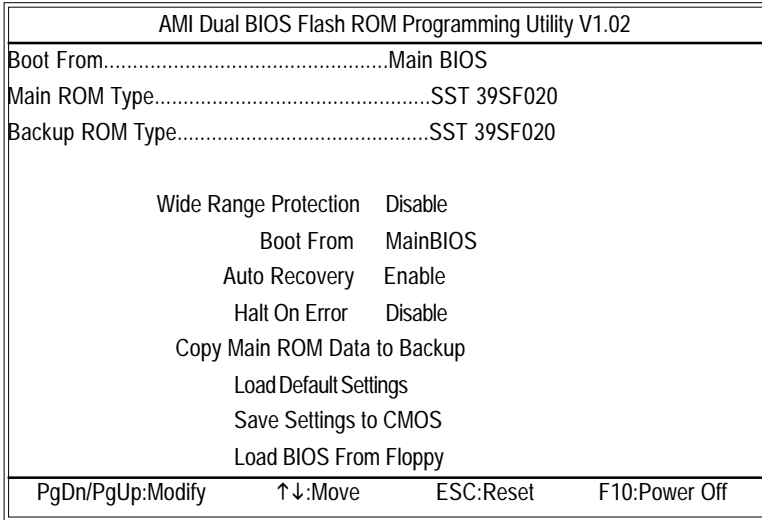 AMI Dual BIOS Flash ROM Programming Utility V1.02
Boot From.................................................Main BIOS
Main ROM Type................................................SST 39SF020
Backup ROM Type............................................SST 39SF020
Wide Range Protection Disable
Boot From MainBIOS
Auto Recovery Enable
Halt On Error Disable
Copy Main ROM Data to Backup
Load Default Settings
Save Settings to CMOS
Load BIOS From Floppy
PgDn/PgUp:Modify ↑↓:Move ESC:Reset F10:Power Off